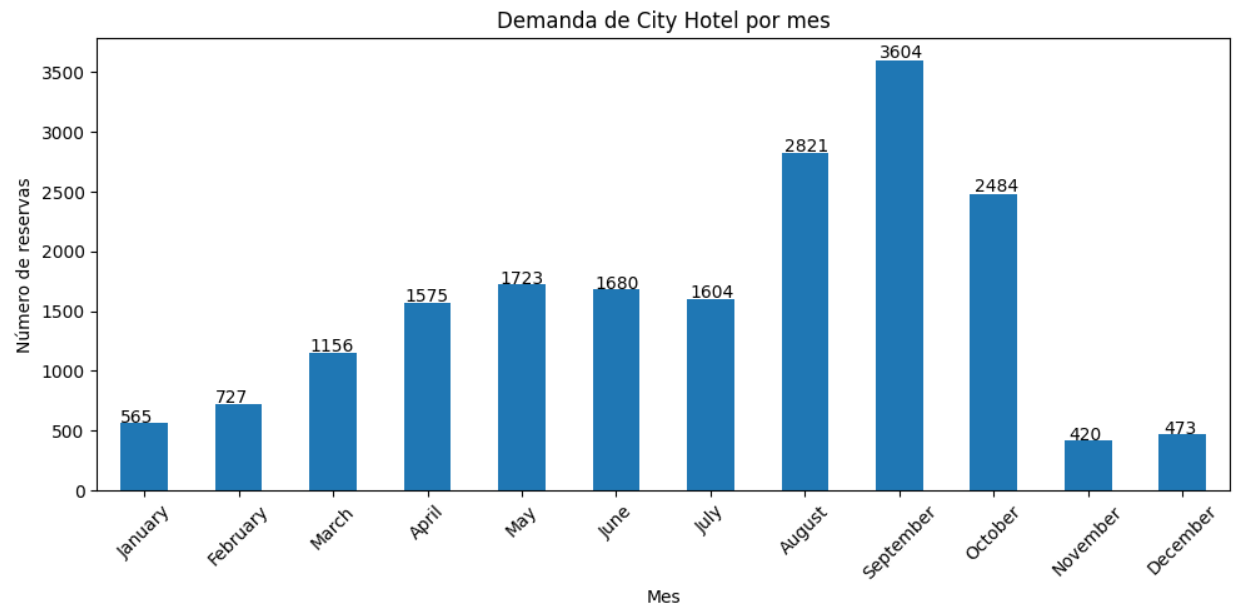 Demanda de City Hotel por mes
Número de reservas
3500
3000
2500
2000
1500
1000
500
0
565
727
1156
1575
1723
1680
1604
2821
3604
2484
420
473
January
February
March
April
May
June
July
August
September
October
November
December
Mes